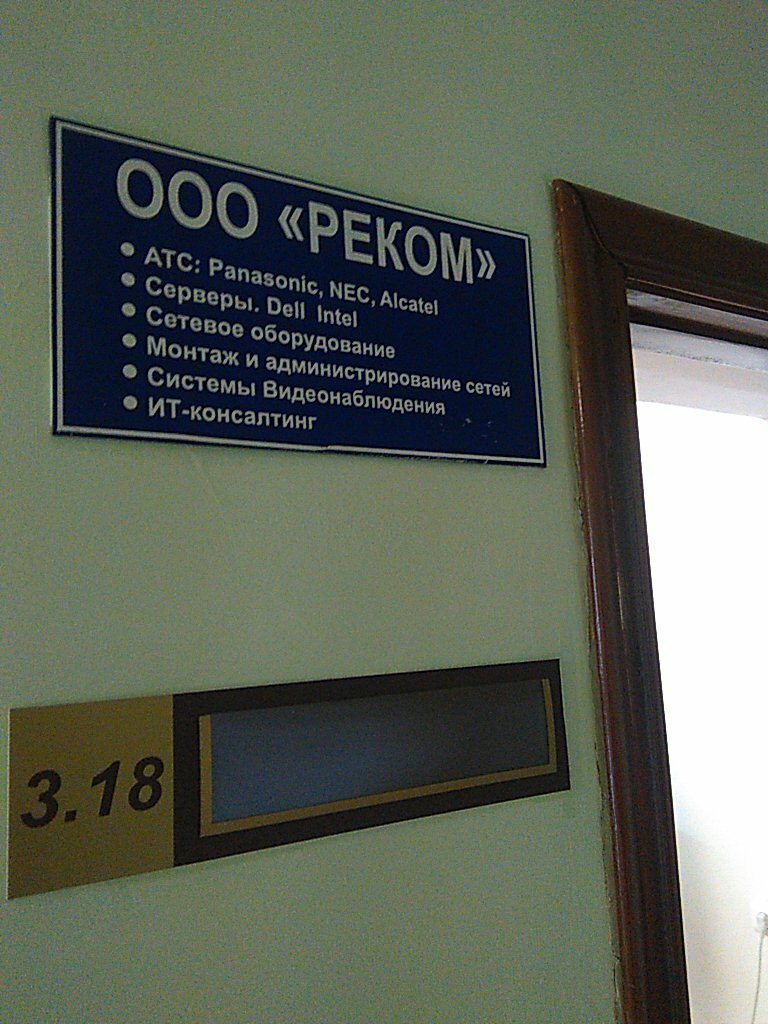 ООО «РЕКОМ»
• АТС: Panasonic, NEC, Alcatel
• Серверы. Dell Intel
• Сетевое оборудование
• Монтаж и администрирование сетей
• Системы Видеонаблюдения
• ИТ-консалтинг
3.18